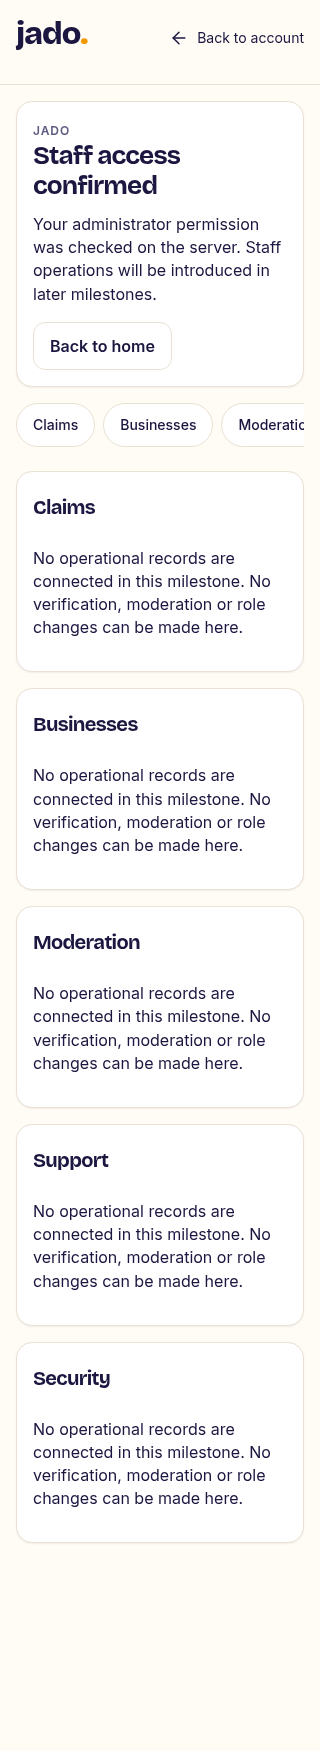 jado.
Back to account
JADO
Staff access
confirmed
Your administrator permission
was checked on the server. Staff
operations will be introduced in
later milestones.
Back to home
Claims
Businesses
Moderatio
Claims
No operational records are
connected in this milestone. No
verification, moderation or role
changes can be made here.
Businesses
No operational records are
connected in this milestone. No
verification, moderation or role
changes can be made here.
Moderation
No operational records are
connected in this milestone. No
verification, moderation or role
changes can be made here.
Support
No operational records are
connected in this milestone. No
verification, moderation or role
changes can be made here.
Security
No operational records are
connected in this milestone. No
verification, moderation or role
changes can be made here.